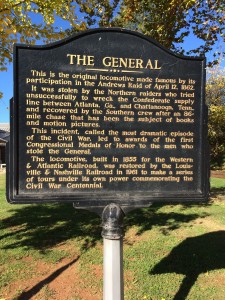 THE GENERAL
This is the original locomotive made famous by its
participation in the Andrews Raid of April 12, 1862.
It was stolen by the Northern raiders who tried
unsuccessfully to wreck the Confederate supply
line between Atlanta, Ga., and Chattanooga, Tenn.,
and recovered by the Southern crew after an 86-
mile chase that has been the subject of books
and motion pictures.
This incident, called the most dramatic episode
of the Civil War, led to awards of the first
Congressional Medals of Honor to the men who
stole the General.
The locomotive, built in 1855 for the Western
& Atlantic Railroad, was restored by the Louis-
ville & Nashville Railroad in 1961 to make a series
of tours under its own power commemorating the
Civil War Centennial.